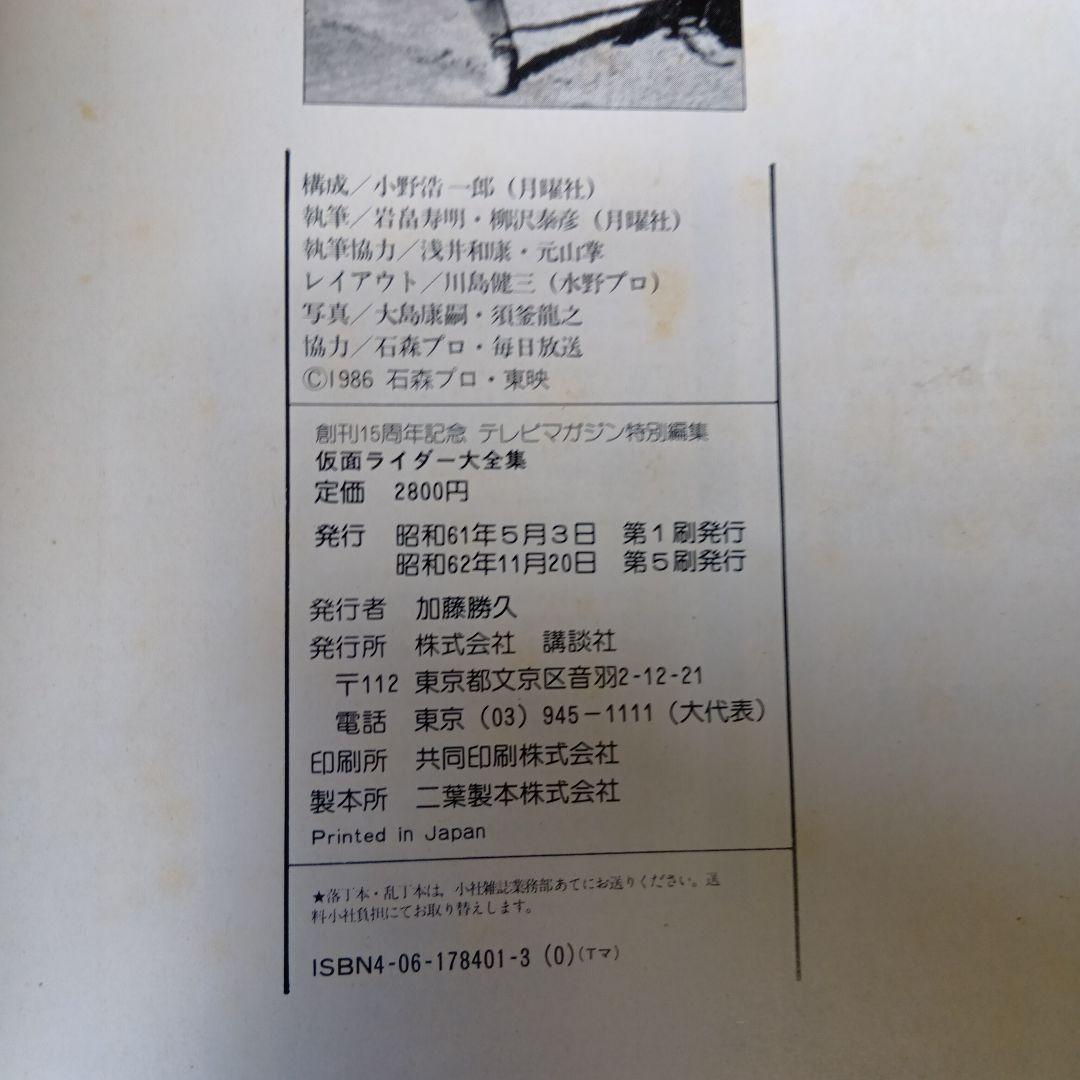 構成／小野浩一郎（月曜社）
執筆／岩畠寿明・柳沢泰彦（月曜社）
執筆協力／浅井和康・元山掌
レイアウト／川島健三（水野プロ）
写真／大島康嗣・須釜龍之
協力／石森プロ・毎日放送
©1986 石森プロ・東映
創刊15周年記念 テレビマガジン特別編集
仮面ライダー大全集
定価 2800円
発行 昭和61年5月3日 第1刷発行
昭和62年11月20日 第5刷発行
発行者 加藤勝久
発行所 株式会社 講談社
〒112 東京都文京区音羽2-12-21
電話 東京（03）945－1111（大代表）
印刷所 共同印刷株式会社
製本所 二葉製本株式会社
Printed in Japan
★落丁本・乱丁本は、小社雑誌業務部あてにお送りください。送
料小社負担にてお取り替えします。
ISBN4-06-178401-3 (0)（Tマ）